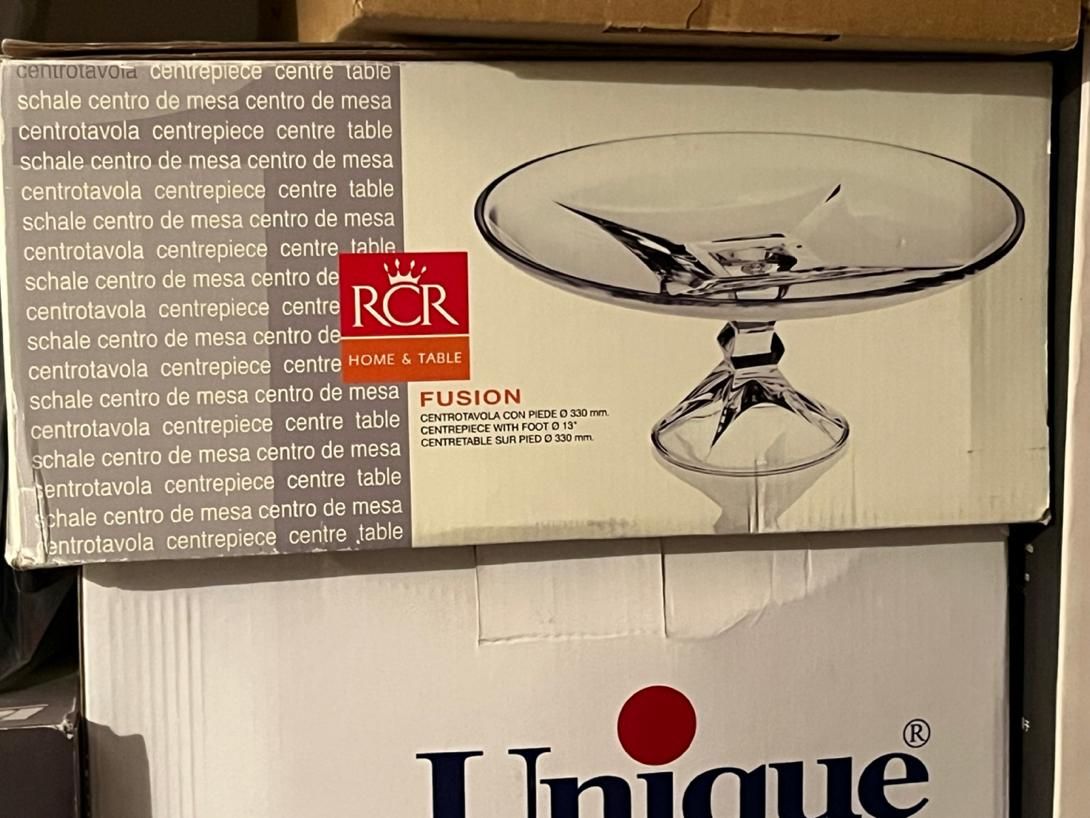 centrotavola centrepiece centre table
schale centro de mesa centro de mesa
centrotavola centrepiece centre table
schale centro de mesa centro de mesa
centrotavola centrepiece centre table
schale centro de mesa centro de mesa
centrotavola centrepiece centre table
schale centro de mesa centro de
centrotavola centrepiece centre
schale centro de mesa centro de
centrotavola centrepiece centre
schale centro de mesa centro de mesa
centrotavola centrepiece centre table
schale centro de mesa centro de mesa
centrotavola centrepiece centre table
schale centro de mesa centro de mesa
centrotavola centrepiece centre table
RCR
HOME & TABLE
FUSION
CENTROTAVOLA CON PIEDE Ø 330 mm.
CENTREPIECE WITH FOOT Ø 13"
CENTRETABLE SUR PIED Ø 330 mm.
Unique®